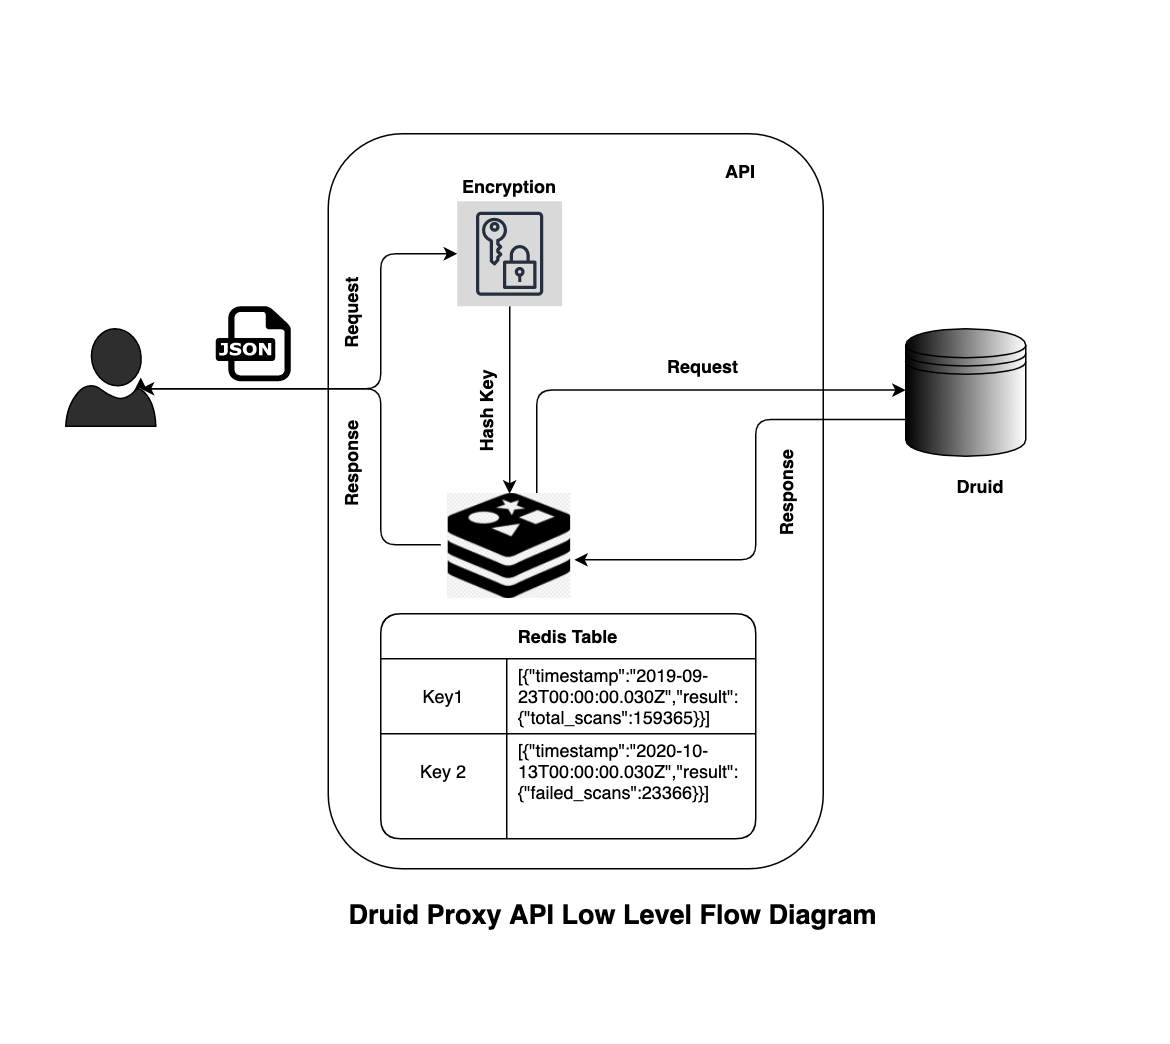 API
Encryption
Request
JSON
Hash Key
Request
Response
Response
Druid
Redis Table
Key1
[{"timestamp":"2019-09-
23T00:00:00.030Z","result":
{"total_scans":159365}}]
Key 2
[{"timestamp":"2020-10-
13T00:00:00.030Z","result":
{"failed_scans":23366}}]
Druid Proxy API Low Level Flow Diagram